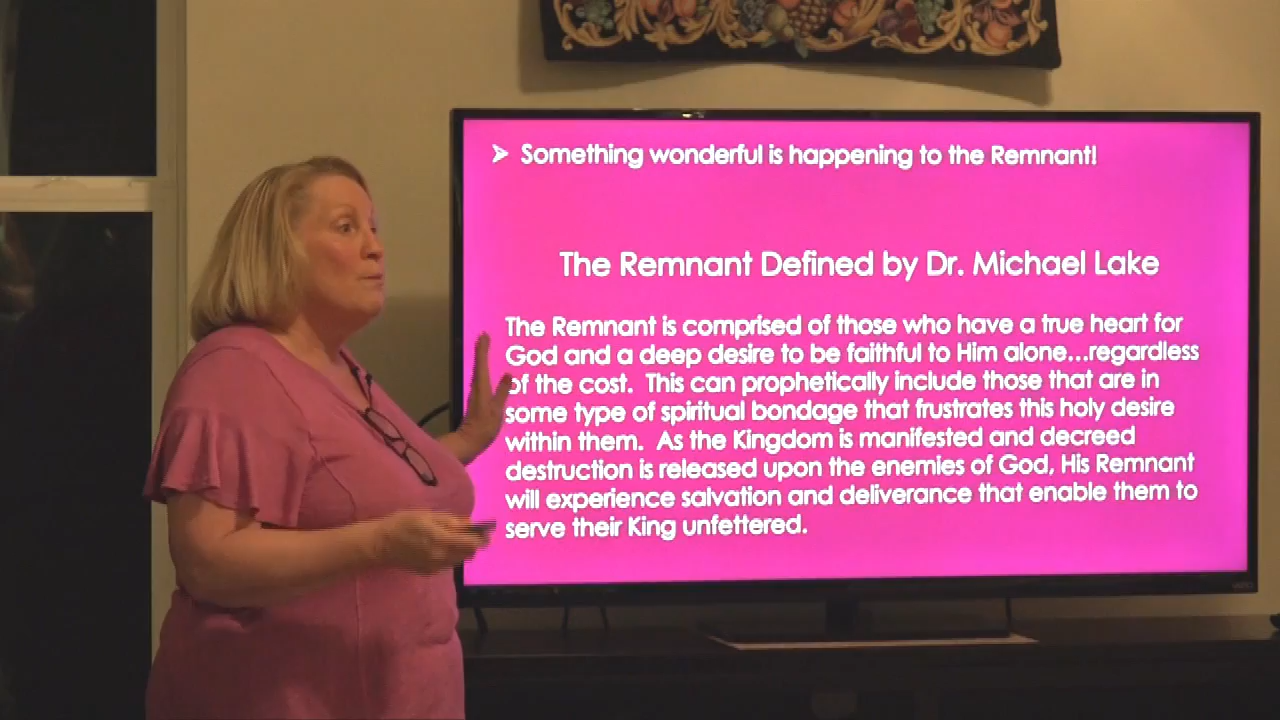 ➢ Something wonderful is happening to the Remnant!
The Remnant Defined by Dr. Michael Lake
The Remnant is comprised of those who have a true heart for
God and a deep desire to be faithful to Him alone...regardless
of the cost. This can prophetically include those that are in
some type of spiritual bondage that frustrates this holy desire
within them. As the Kingdom is manifested and decreed
destruction is released upon the enemies of God, His Remnant
will experience salvation and deliverance that enable them to
serve their King unfettered.
VIZIO